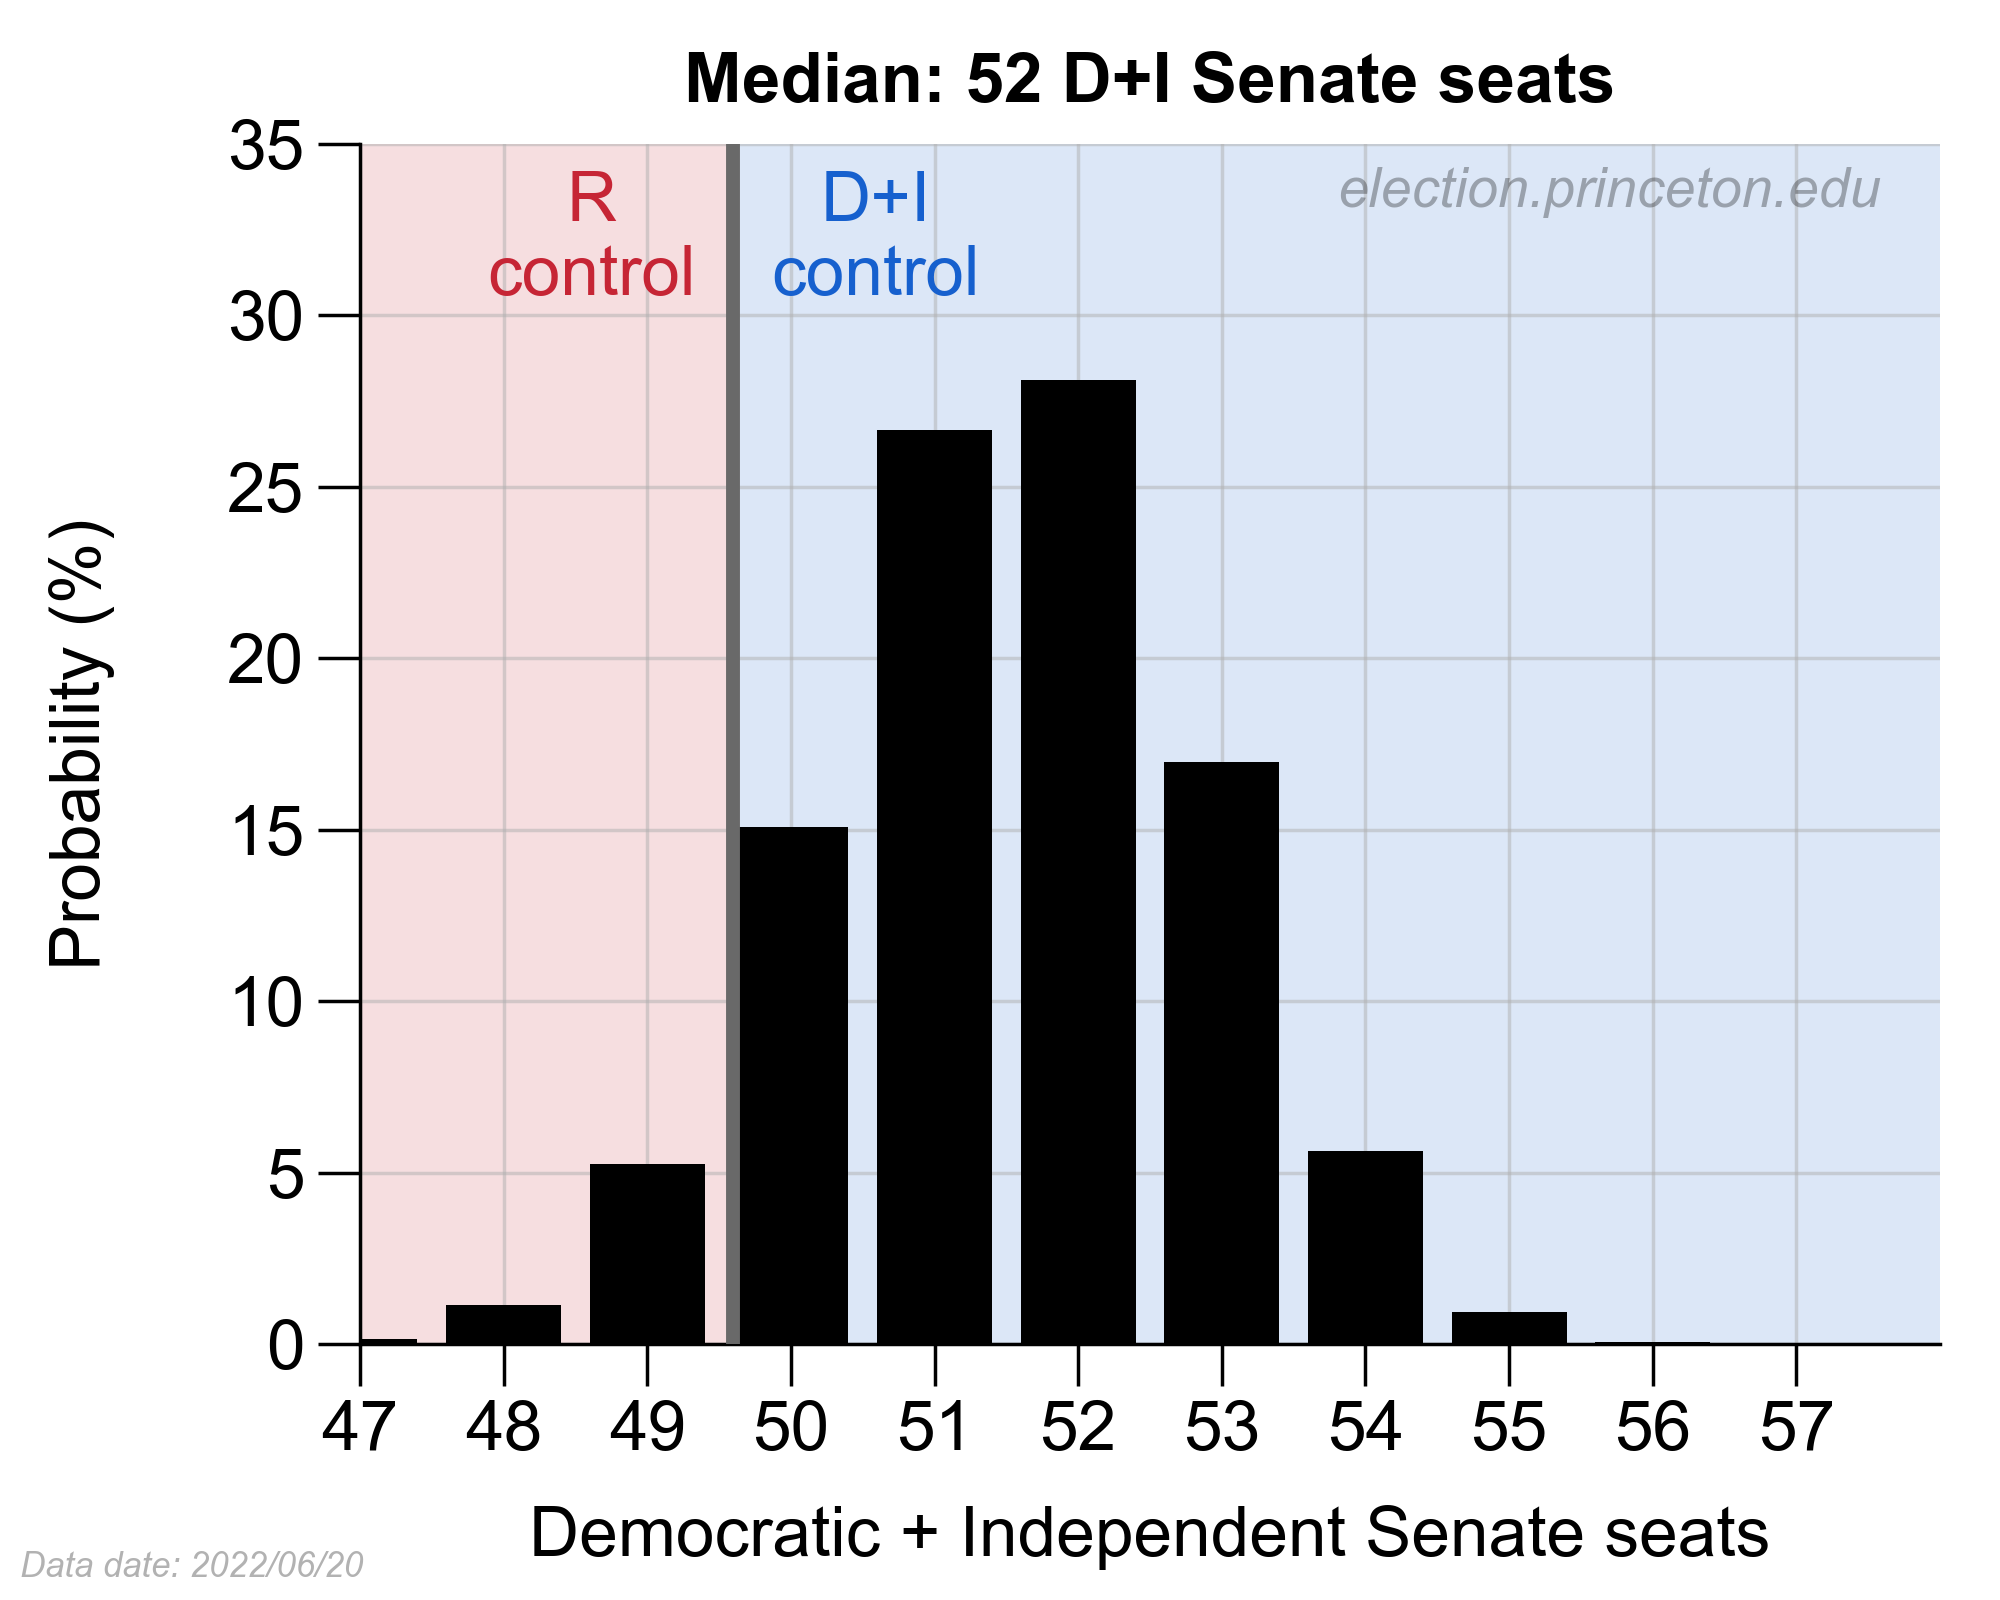 Median: 52 D+I Senate seats
R
control
D+I
control
election.princeton.edu
35
30
25
20
15
10
5
0
Probability (%)
47 48 49 50 51 52 53 54 55 56 57
Democratic + Independent Senate seats
Data date: 2022/06/20